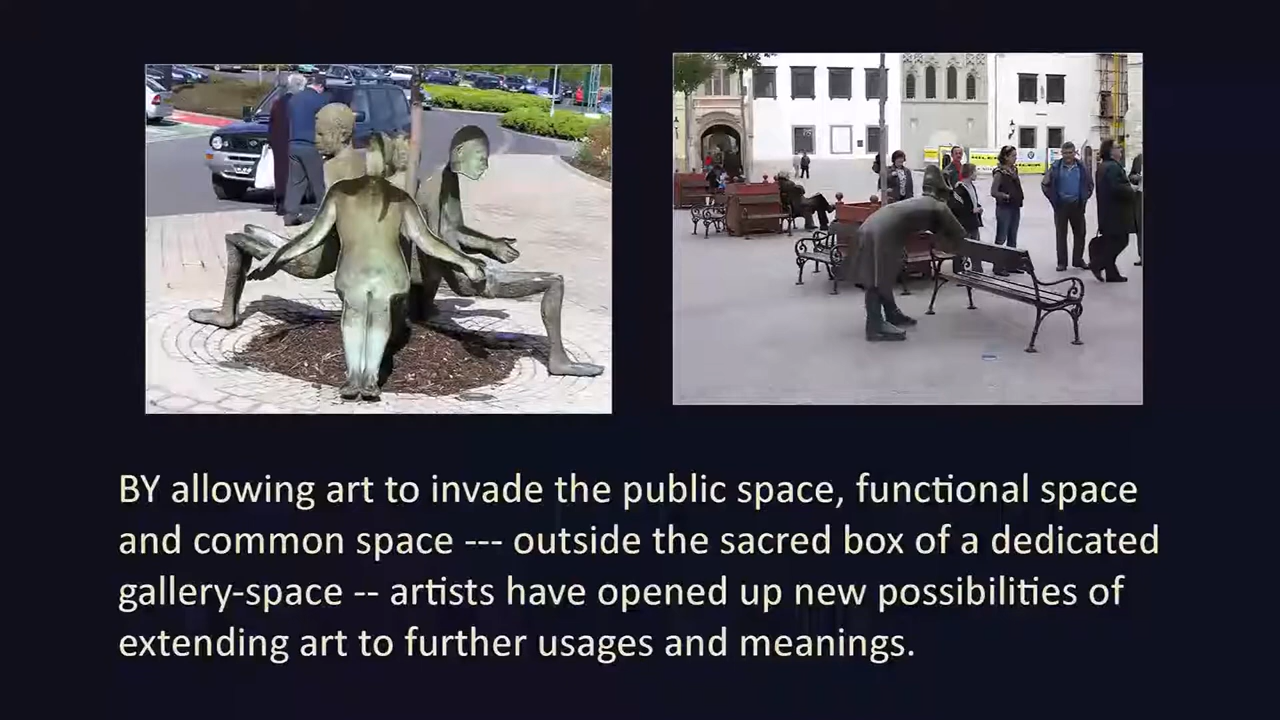 BY allowing art to invade the public space, functional space
and common space --- outside the sacred box of a dedicated
gallery-space -- artists have opened up new possibilities of
extending art to further usages and meanings.